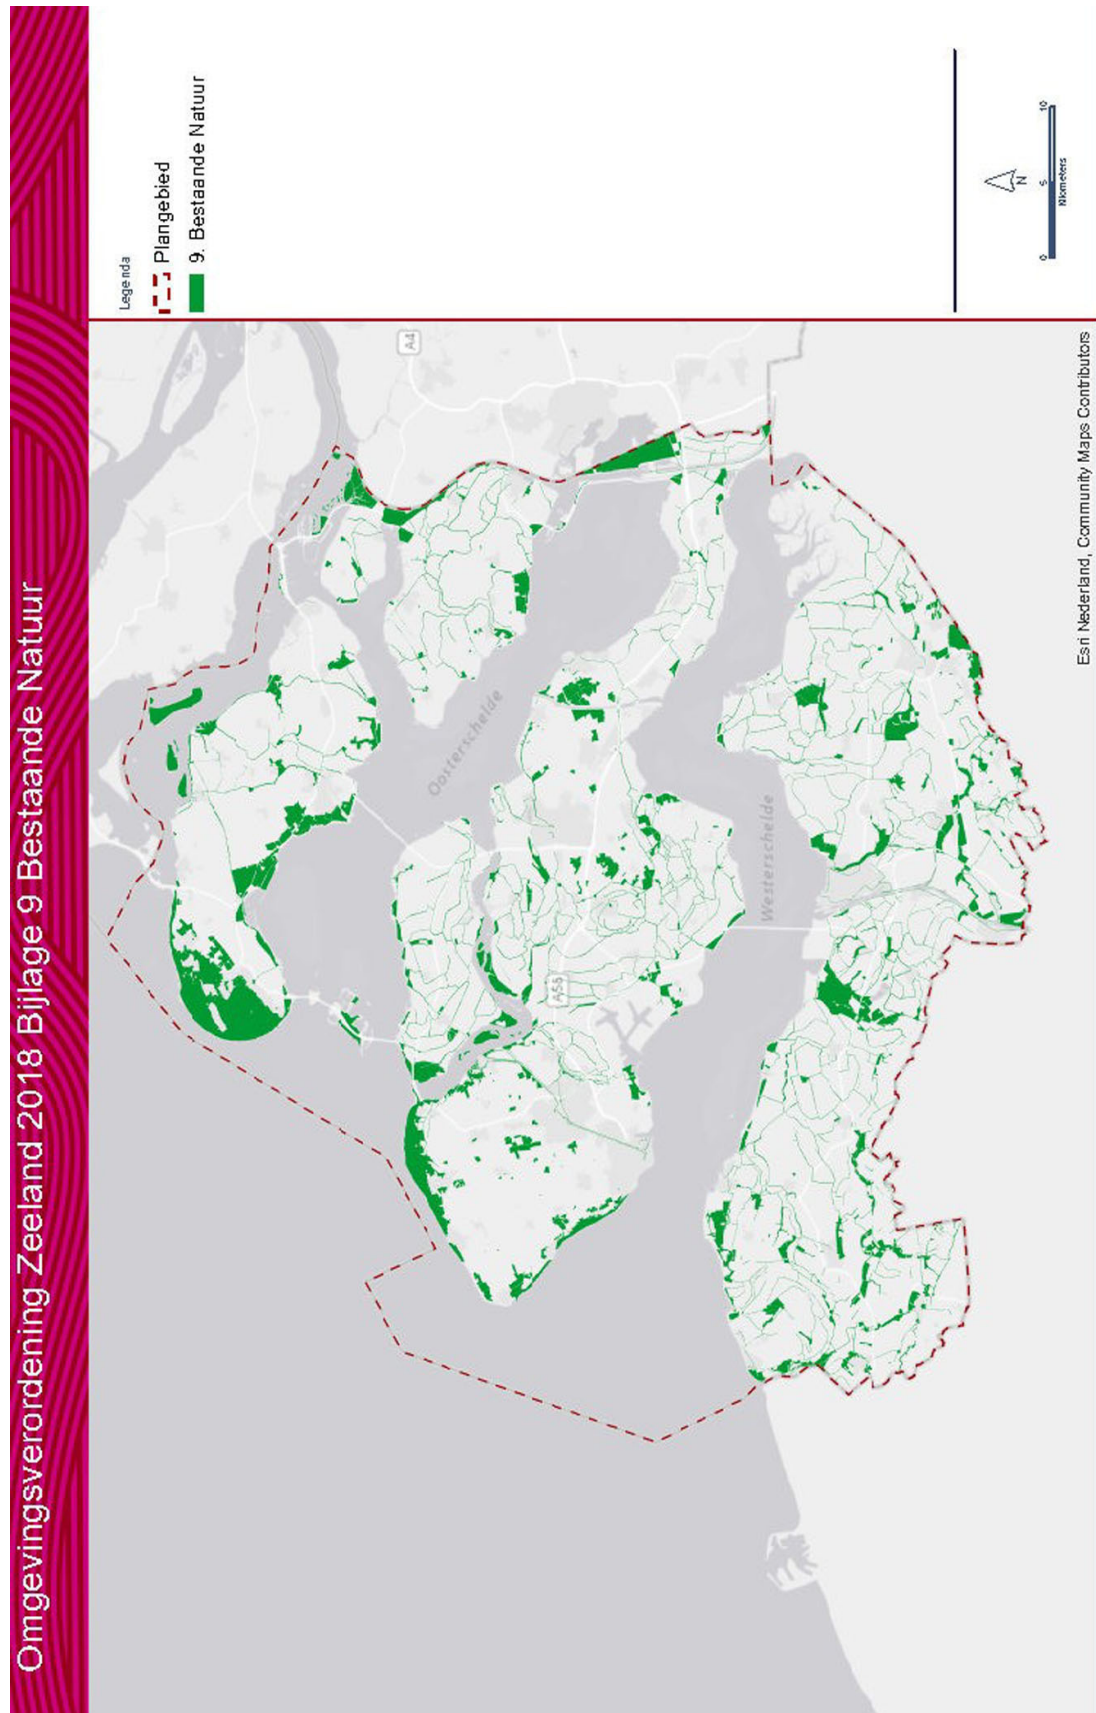 Omgevingsverordening Zeeland 2018 Bijlage 9 Bestaande Natuur
Legenda
Plangebied
9. Bestaande Natuur
A4
Oosterschelde
A58
Westerschelde
N
0 5 10
Kilometers
Esri Nederland, Community Maps Contributors